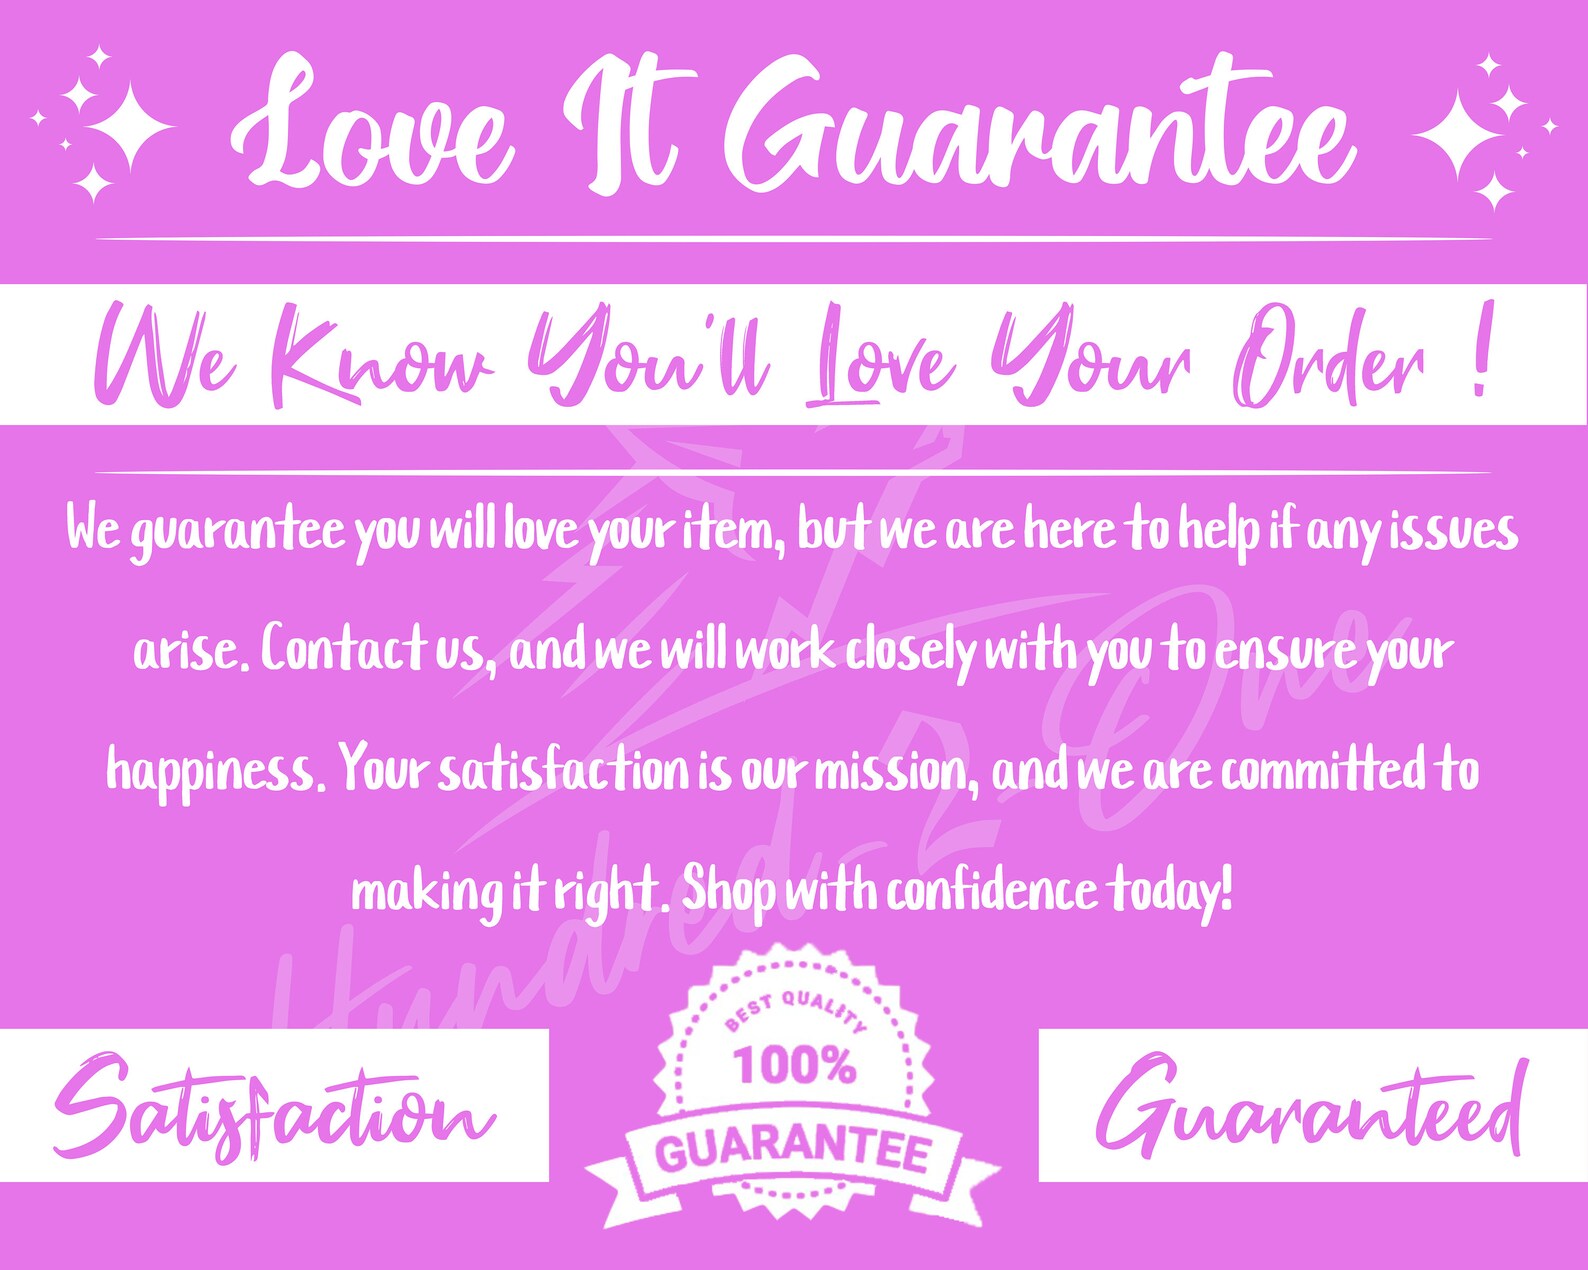 Love It Guarantee
We Know You'll Love Your Order !
We guarantee you will love your item, but we are here to help if any issues
arise. Contact us, and we will work closely with you to ensure your
happiness. Your satisfaction is our mission, and we are committed to
making it right. Shop with confidence today!
Hundred-2-One
BEST QUALITY
100%
GUARANTEE
Satisfaction
Guaranteed